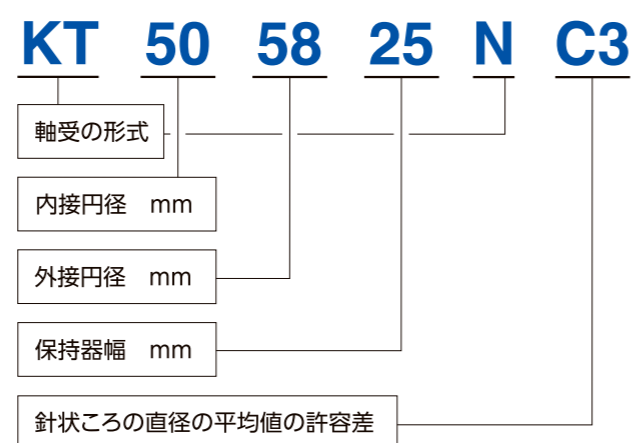 KT 50 58 25 N C3
軸受の形式
内接円径 mm
外接円径 mm
保持器幅 mm
針状ころの直径の平均値の許容差